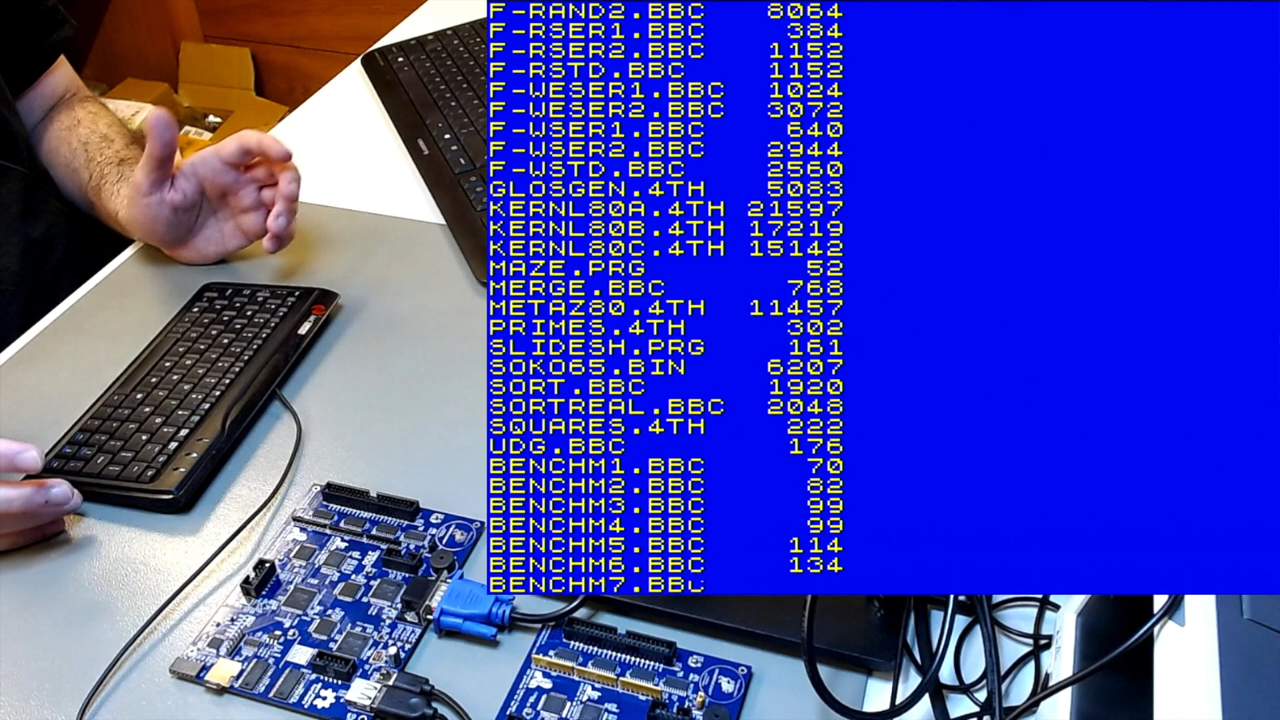 F-RAND2.BBC 8064
F-RSER1.BBC 384
F-RSER2.BBC 1152
F-RSTD.BBC 1152
F-WESER1.BBC 1024
F-WESER2.BBC 3072
F-WSER1.BBC 640
F-WSER2.BBC 2944
F-WSTD.BBC 2560
GLOSGEN.4TH 5083
KERNL80A.4TH 21597
KERNL80B.4TH 17219
KERNL80C.4TH 15142
MAZE.PRG 52
MERGE.BBC 768
METAZ80.4TH 11457
PRIMES.4TH 302
SLIDESH.PRG 161
SOKO65.BIN 6207
SORT.BBC 1920
SORTREAL.BBC 2048
SQUARES.4TH 222
UDG.BBC 176
BENCHM1.BBC 70
BENCHM2.BBC 82
BENCHM3.BBC 99
BENCHM4.BBC 99
BENCHM5.BBC 114
BENCHM6.BBC 134
BENCHM7.BBC